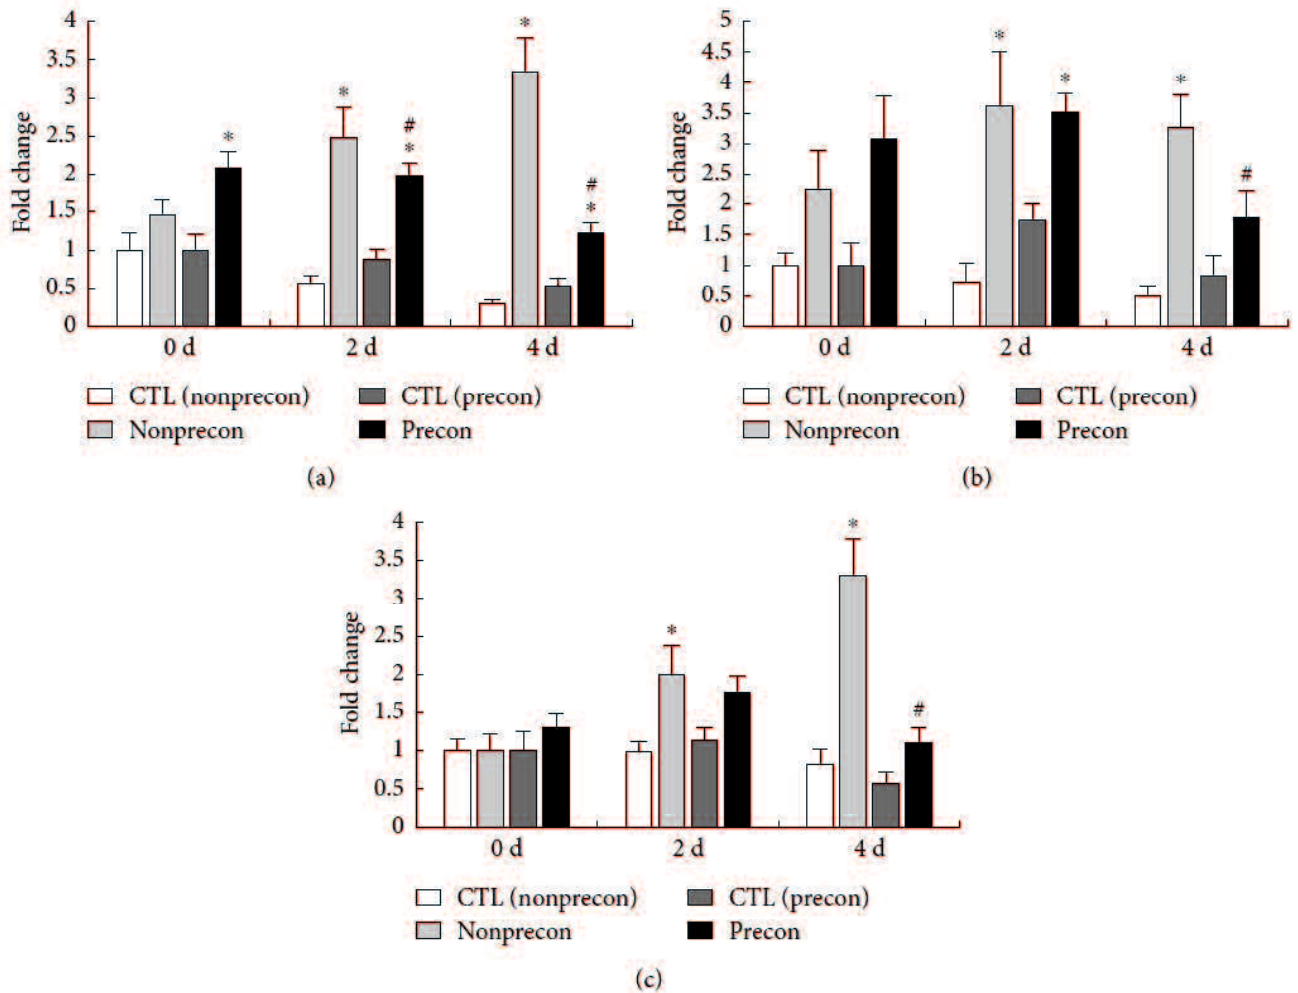 4
3.5
3
2.5
2
1.5
1
0.5
0
Fold change
*
*
#
*
*
#
*
0 d
2 d
4 d
CTL (nonprecon)
CTL (precon)
Nonprecon
Precon
(a)
5
4.5
4
3.5
3
2.5
2
1.5
1
0.5
0
Fold change
*
*
*
#
0 d
2 d
4 d
CTL (nonprecon)
CTL (precon)
Nonprecon
Precon
(b)
4
3.5
3
2.5
2
1.5
1
0.5
0
Fold change
*
*
#
0 d
2 d
4 d
CTL (nonprecon)
CTL (precon)
Nonprecon
Precon
(c)